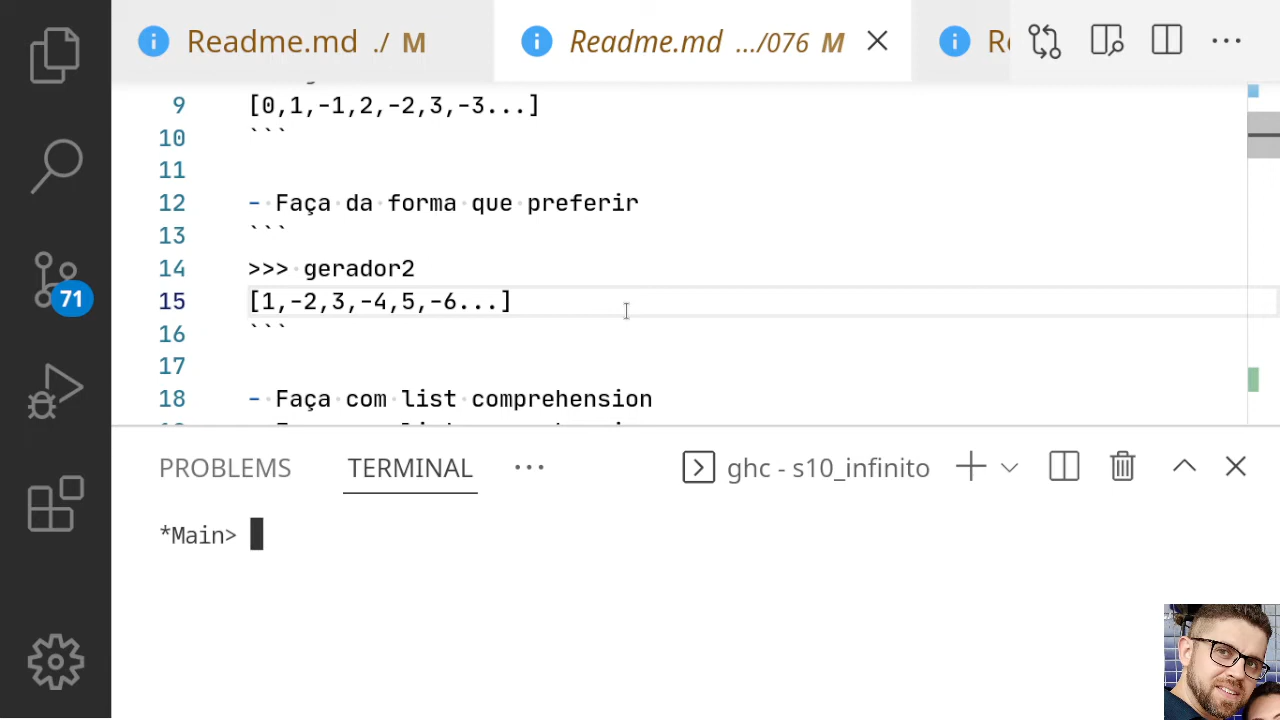 Readme.md ./ M
Readme.md .../076 M
9 [0,1,-1,2,-2,3,-3...]
10 ```
11
12 - Faça da forma que preferir
13 ```
14 >>> gerador2
15 [1,-2,3,-4,5,-6...]
16 ```
17
18 - Faça com list comprehension
71
PROBLEMS TERMINAL ... ghc - s10_infinito
*Main>